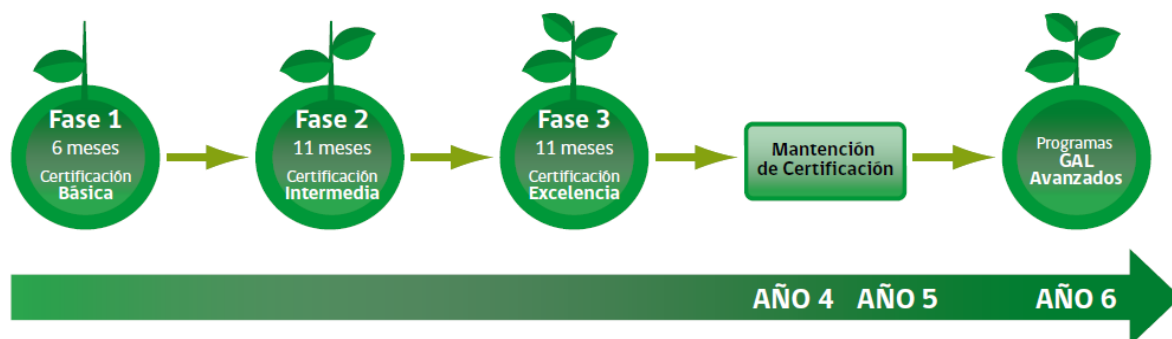 Fase 1
6 meses
Certificación
Básica
Fase 2
11 meses
Certificación
Intermedia
Fase 3
11 meses
Certificación
Excelencia
Mantención
de Certificación
Programas
GAL
Avanzados
AÑO 4
AÑO 5
AÑO 6